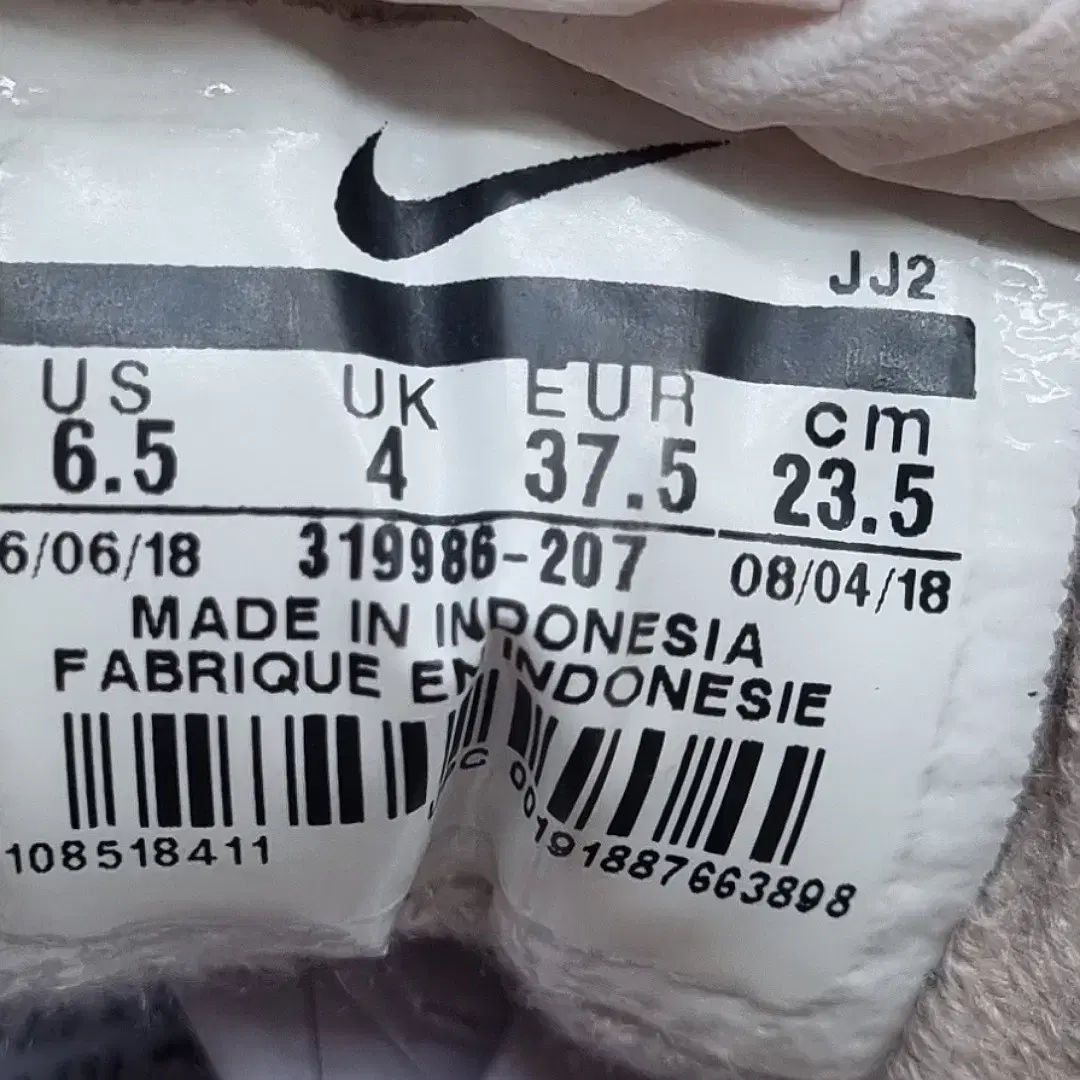 JJ2
US UK EUR cm
6.5 4 37.5 23.5
6/06/18 319986-207 08/04/18
MADE IN INDONESIA
FABRIQUE EN INDONESIE
108518411 00191887663898